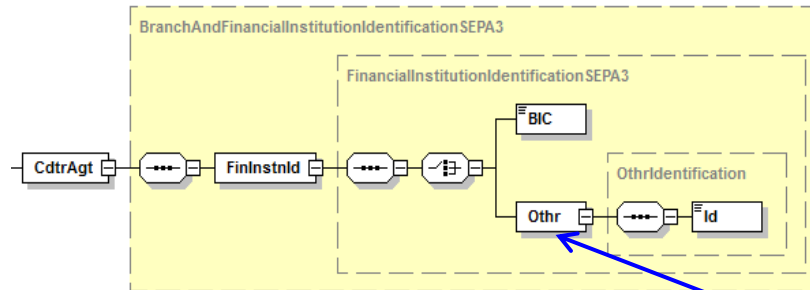 BranchAndFinancialInstitutionIdentificationSEPA3
FinancialInstitutionIdentificationSEPA3
BIC
CdtrAgt
FinInstnId
OthrIdentification
Othr
Id